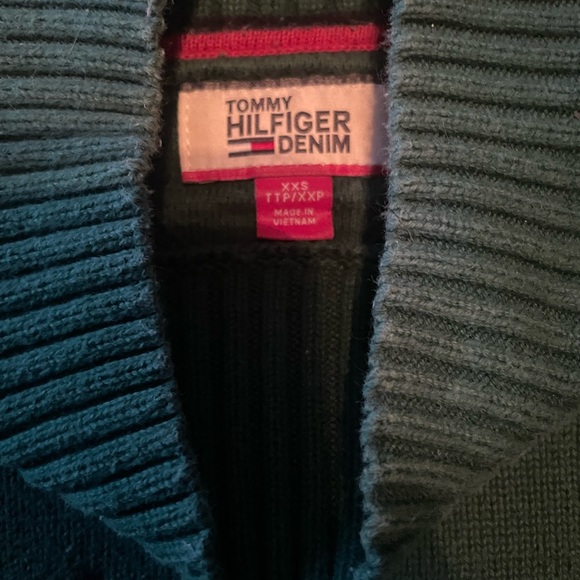 TOMMY
HILFIGER
DENIM
XXS
TTP/XXP
MADE IN
VIETNAM